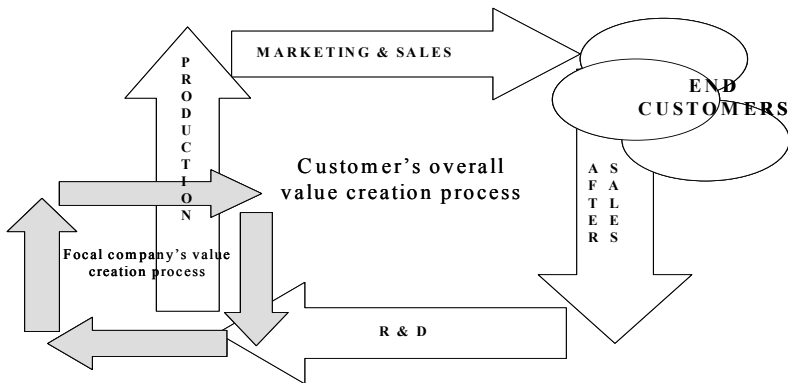 MARKETING & SALES
PRODUCTION
END
CUSTOMERS
Customer's overall
value creation process
AFTER
SALES
Focal company's value
creation process
R & D